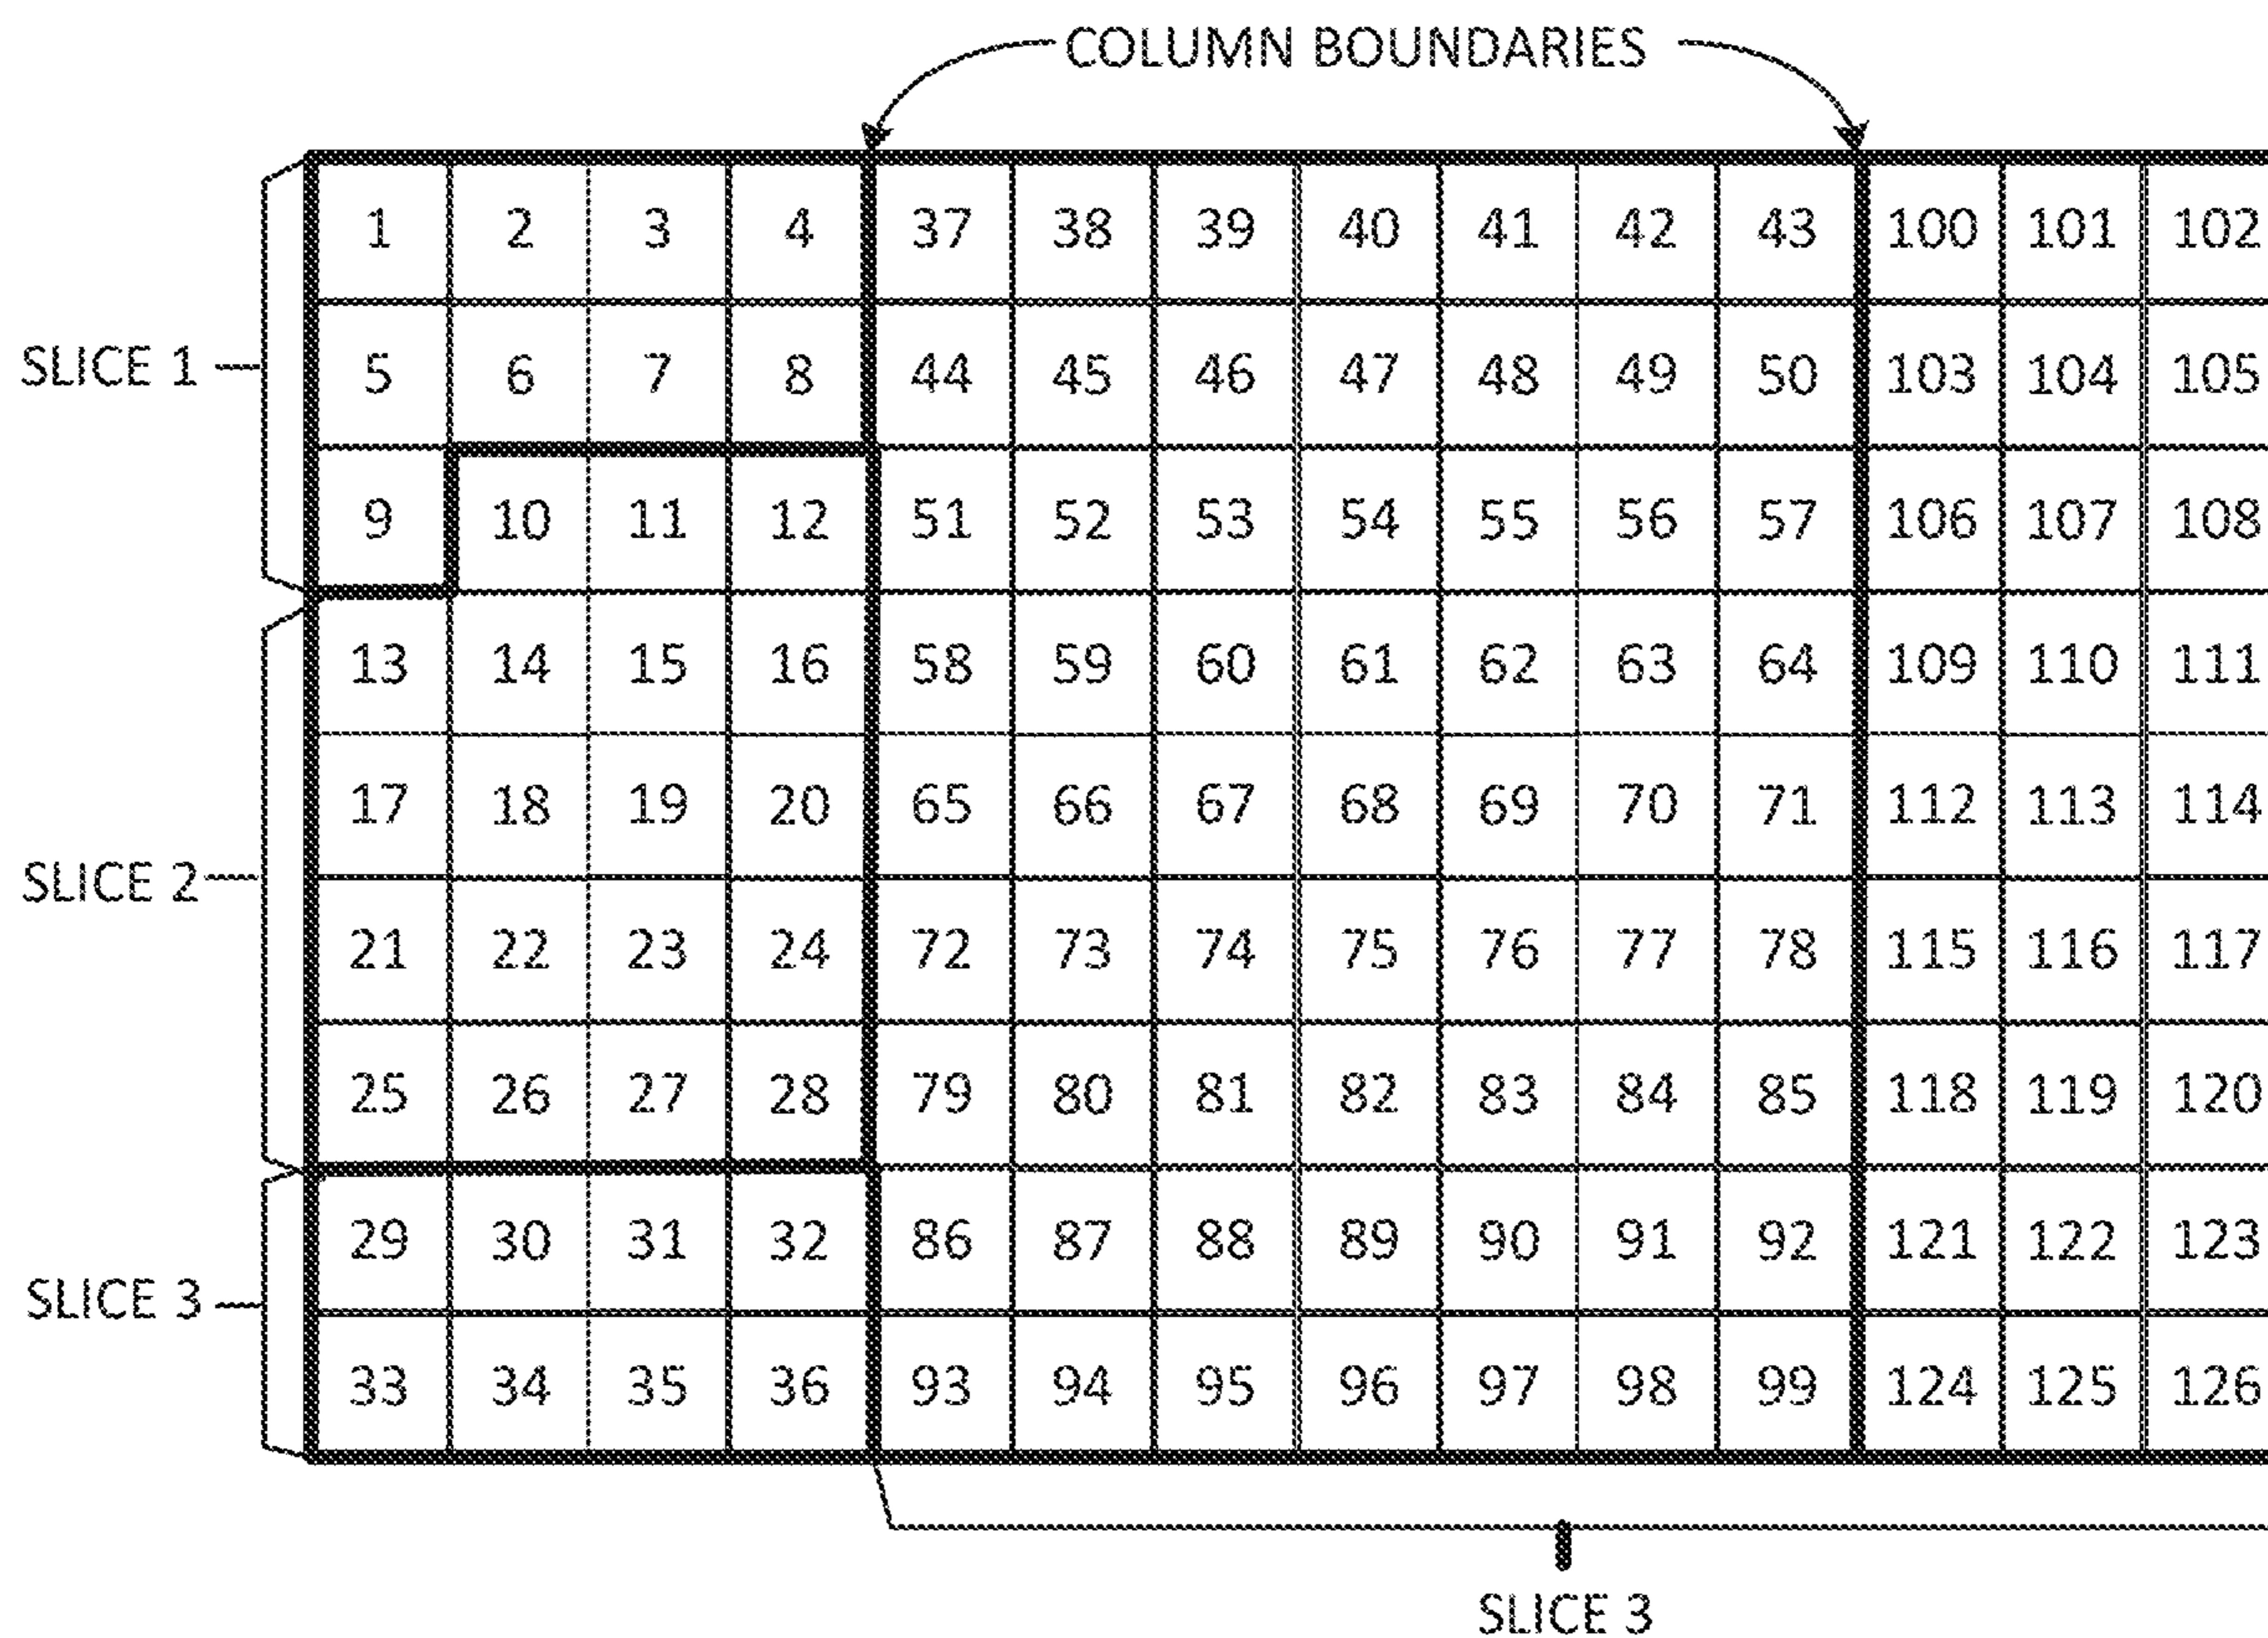 COLUMN BOUNDARIES
1 2 3 4 37 38 39 40 41 42 43 100 101 102
SLICE 1
5 6 7 8 44 45 46 47 48 49 50 103 104 105
9 10 11 12 51 52 53 54 55 56 57 106 107 108
13 14 15 16 58 59 60 61 62 63 64 109 110 111
17 18 19 20 65 66 67 68 69 70 71 112 113 114
SLICE 2
21 22 23 24 72 73 74 75 76 77 78 115 116 117
25 26 27 28 79 80 81 82 83 84 85 118 119 120
29 30 31 32 86 87 88 89 90 91 92 121 122 123
SLICE 3
33 34 35 36 93 94 95 96 97 98 99 124 125 126
SLICE 3